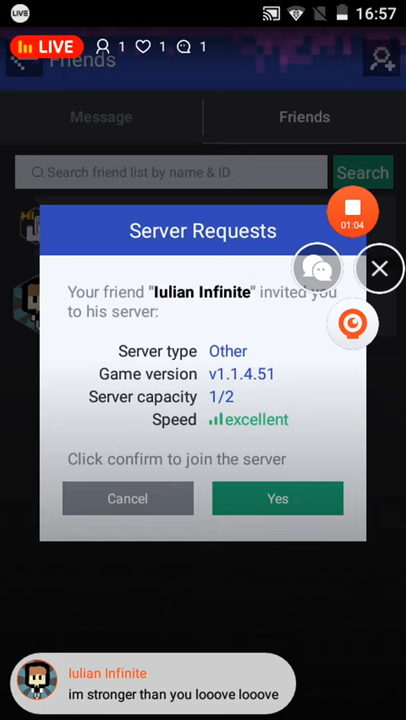 LIVE
16:57
LIVE 1 1 1
Friends
Message Friends
Search friend list by name & ID Search
Server Requests
01:04
Your friend "Iulian Infinite" invited you
to his server:
Server type Other
Game version v1.1.4.51
Server capacity 1/2
Speed excellent
Click confirm to join the server
Cancel Yes
Iulian Infinite
im stronger than you looove looove